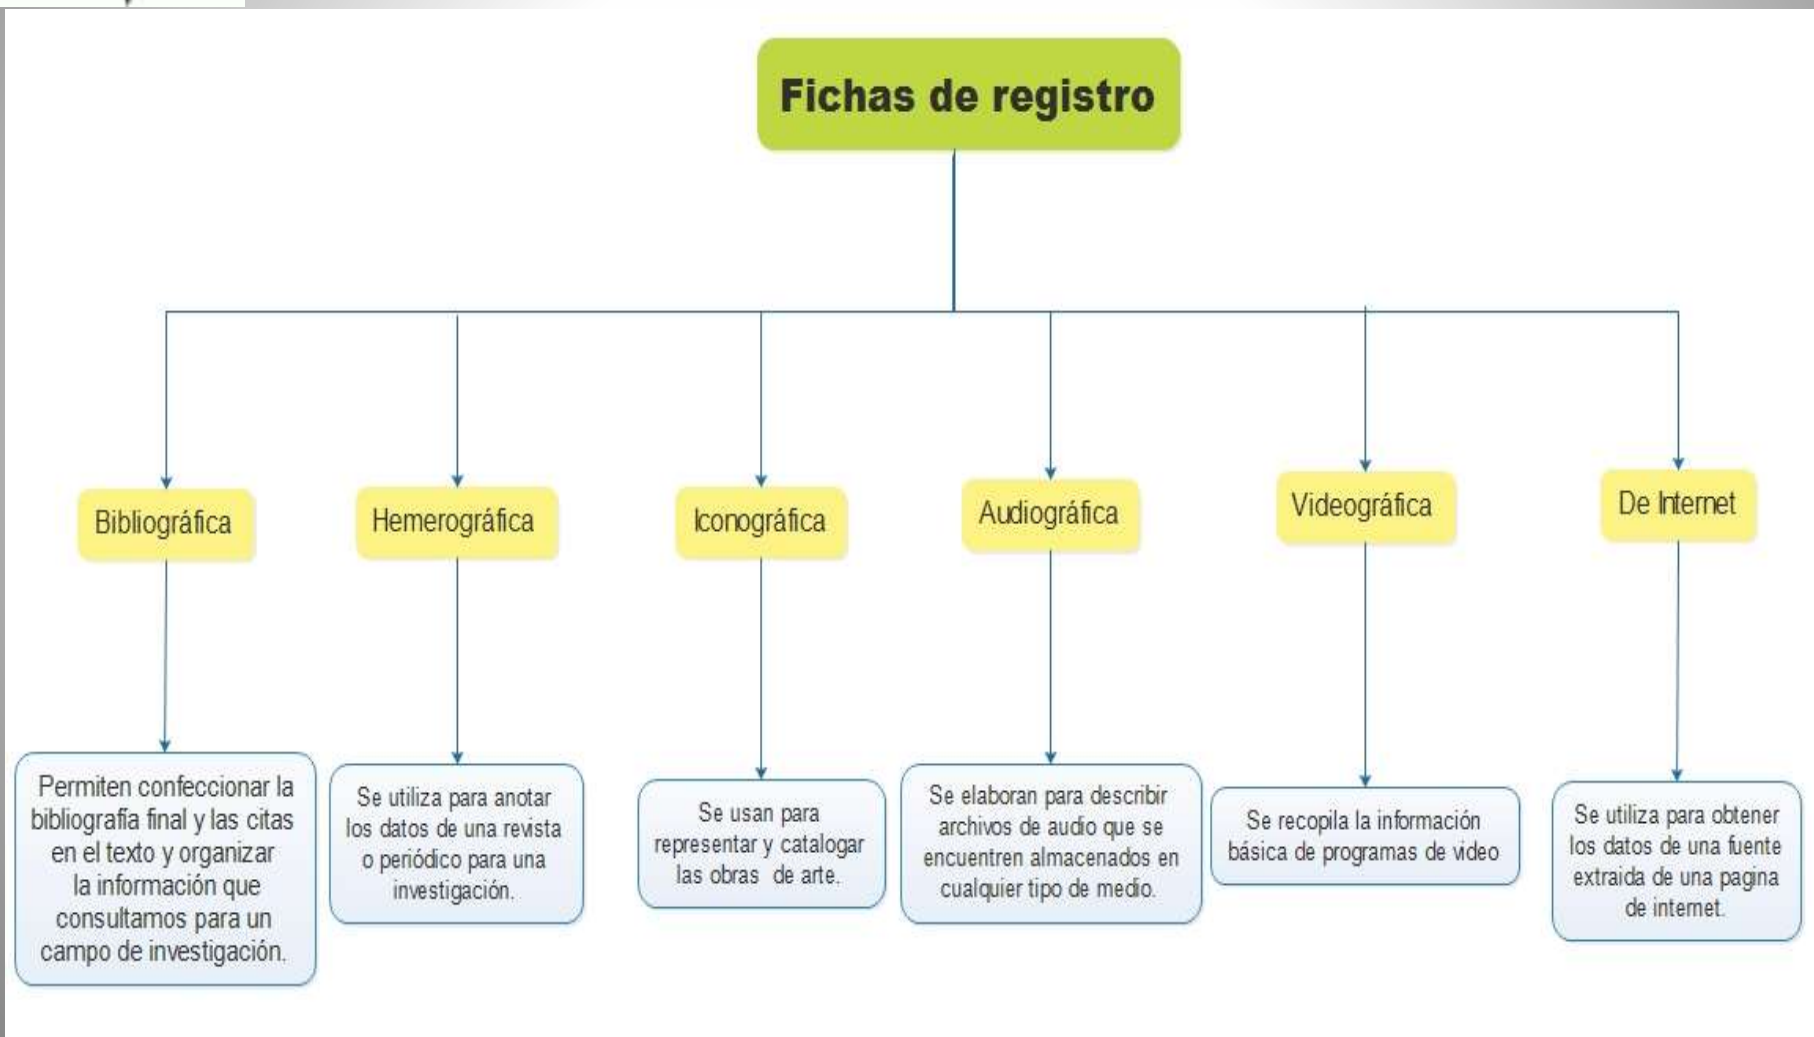 Fichas de registro
Bibliográfica
Hemerográfica
Iconográfica
Audiográfica
Videográfica
De Internet
Permiten confeccionar la
bibliografía final y las citas
en el texto y organizar
la información que
consultamos para un
campo de investigación.
Se utiliza para anotar
los datos de una revista
o periódico para una
investigación.
Se usan para
representar y catalogar
las obras de arte.
Se elaboran para describir
archivos de audio que se
encuentren almacenados en
cualquier tipo de medio.
Se recopila la información
básica de programas de video
Se utiliza para obtener
los datos de una fuente
extraida de una pagina
de internet.